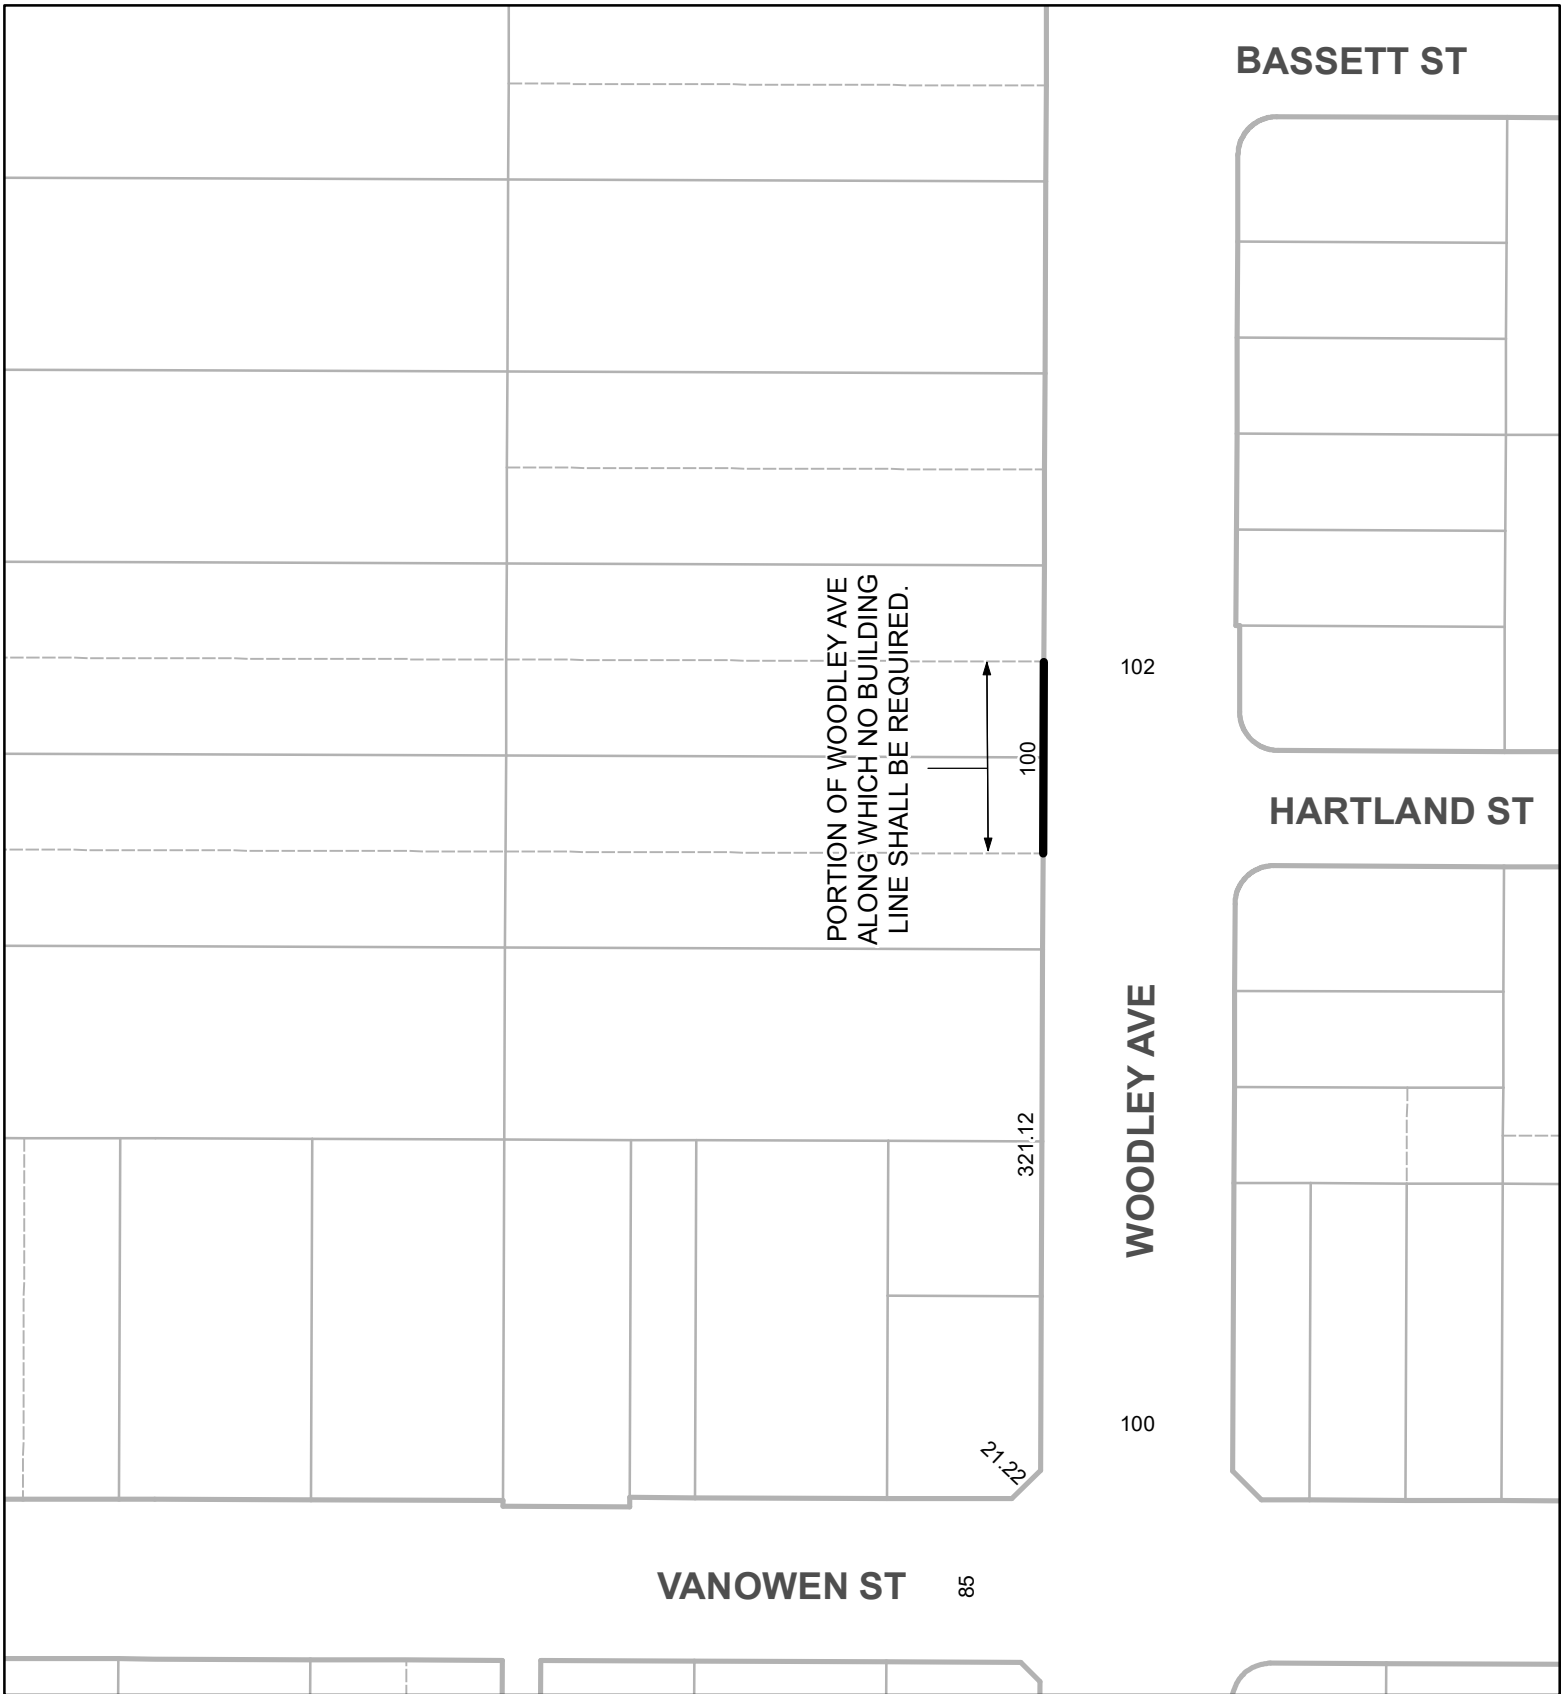 BASSETT ST
PORTION OF WOODLEY AVE
ALONG WHICH NO BUILDING
LINE SHALL BE REQUIRED.
100
102
HARTLAND ST
WOODLEY AVE
321.12
100
21.22
VANOWEN ST
85